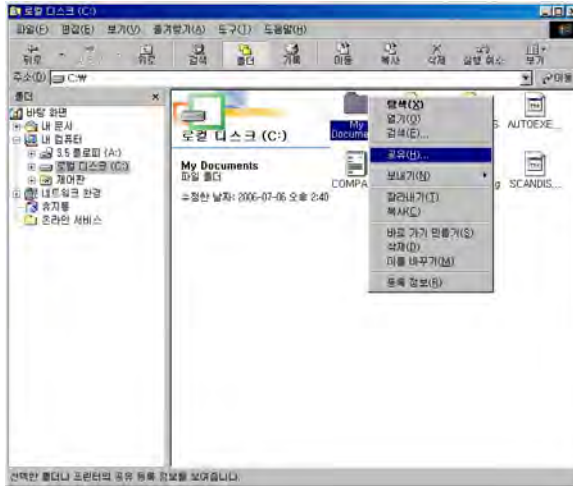 로컬 디스크 (C:)
파일(F) 편집(E) 보기(V) 즐겨찾기(A) 도구(T) 도움말(H)
뒤로 위로 검색 폴더 기록 이동 복사 삭제 실행 취소 보기
주소(D) C:\ 이동
폴더 ×
바탕 화면
내 문서
내 컴퓨터
3.5 플로피 (A:)
로컬 디스크 (C:)
제어판
네트워크 환경
휴지통
온라인 서비스
로컬 디스크 (C:)
My Documents
파일 폴더
수정한 날짜: 2006-07-06 오후 2:40
My Docume
AUTOEXE...
COMPA
SCANDIS...
탐색(X)
열기(O)
검색(E)...
공유(H)...
보내기(N)
잘라내기(T)
복사(C)
바로 가기 만들기(S)
삭제(D)
이름 바꾸기(M)
등록 정보(R)
선택한 폴더나 프린터의 공유 등록 정보를 보여줍니다.